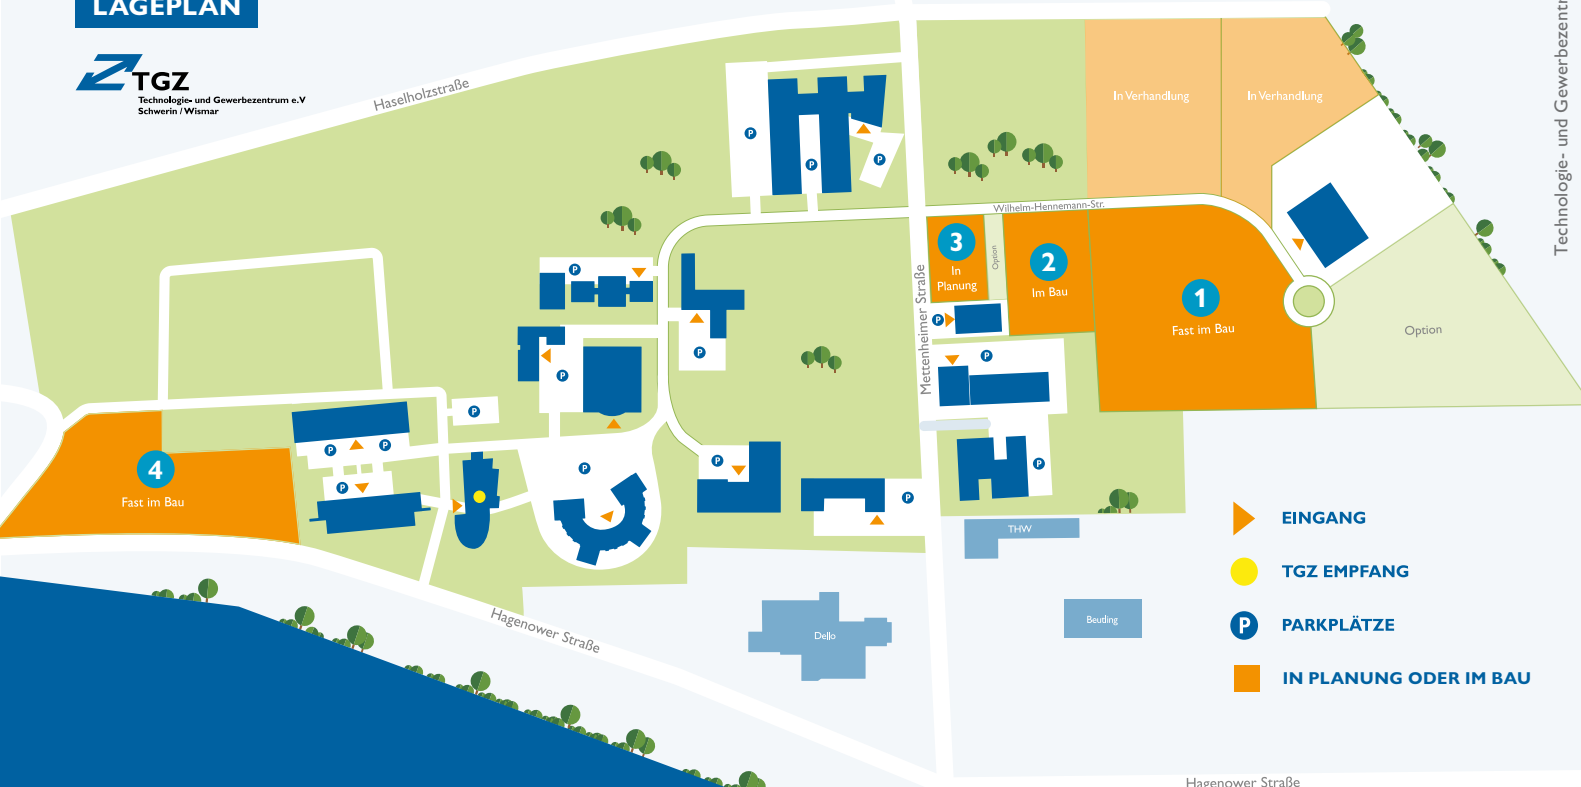 LAGEPLAN
TGZ
Technologie- und Gewerbezentrum e.V
Schwerin / Wismar
Haselholzstraße
In Verhandlung
In Verhandlung
Technologie- und Gewerbezentr
P
P
P
Wilhelm-Hennemann-Str.
3
In
Planung
Option
2
Im Bau
1
Fast im Bau
Option
Mettenheimer Straße
P
P
P
P
P
P
P
P
P
P
P
P
P
P
4
Fast im Bau
THW
Dello
Beuding
Hagenower Straße
Hagenower Straße
EINGANG
TGZ EMPFANG
P PARKPLÄTZE
IN PLANUNG ODER IM BAU